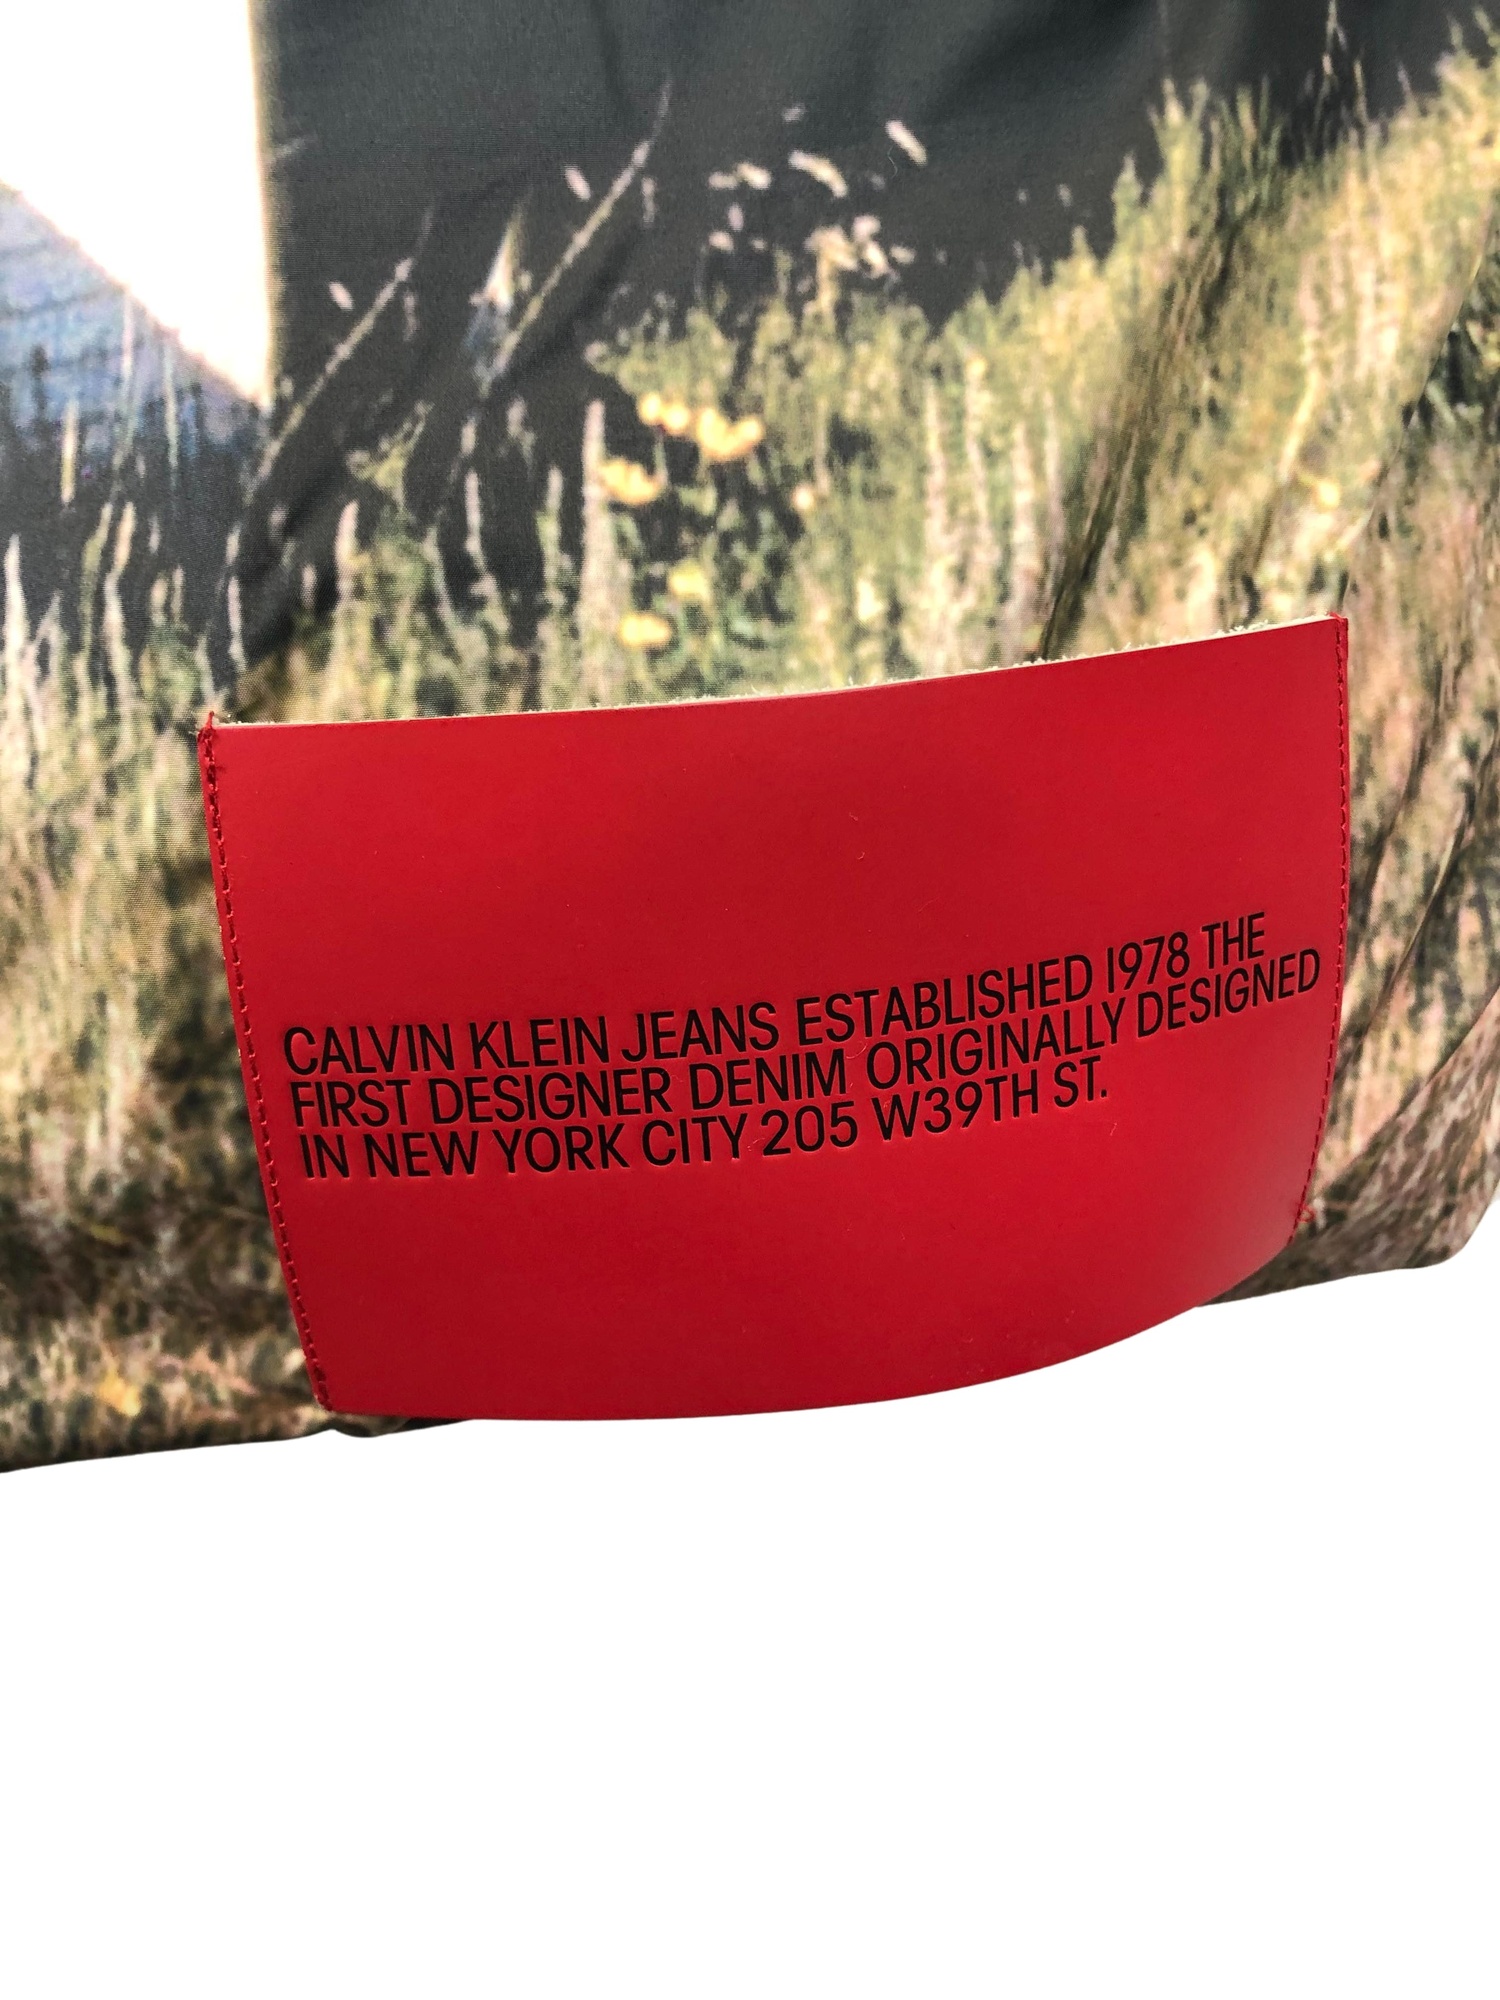 CALVIN KLEIN JEANS ESTABLISHED 1978 THE
FIRST DESIGNER DENIM ORIGINALLY DESIGNED
IN NEW YORK CITY 205 W39TH ST.